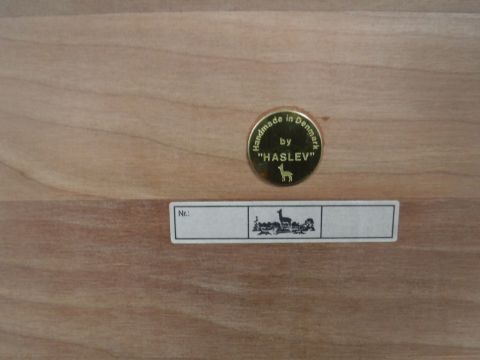 Handmade in Denmark
by
"HASLEV"
Nr.: